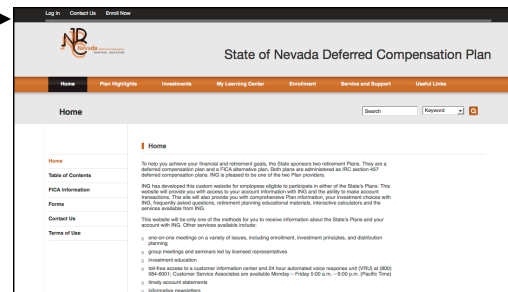 Log In Contact Us Enroll Now
NDC
Nevada Deferred Compensation
State of Nevada Deferred Compensation Plan
Home Plan Highlights Investments My Learning Center Enrollment Service and Support Useful Links
Home Search Keyword
Home
Home
Table of Contents
FICA Information
Forms
Contact Us
Terms of Use
To help you achieve your financial and retirement goals, the State sponsors two retirement Plans. They are a
deferred compensation plan and a FICA alternative plan. Both plans are administered as IRC section 457
deferred compensation plans. ING is pleased to be one of the two Plan providers.
ING has developed this custom website for employees eligible to participate in either of the State's Plans. This
website will provide you with access to your account information with ING and the ability to make account
transactions. This site will also provide you with comprehensive Plan information, your investment choices with
ING, frequently asked questions, retirement planning educational materials, interactive calculators and the
services available from ING.
This website will be only one of the methods for you to receive information about the State's Plans and your
account with ING. Other services available include:
one-on-one meetings on a variety of issues, including enrollment, investment principles, and distribution
planning
group meetings and seminars led by licensed representatives
investment education
toll-free access to a customer information center and 24 hour automated voice response unit (VRU) at (800)
584-6001; Customer Service Associates are available Monday – Friday 5:00 a.m. – 6:00 p.m. (Pacific Time)
timely account statements
informative newsletters